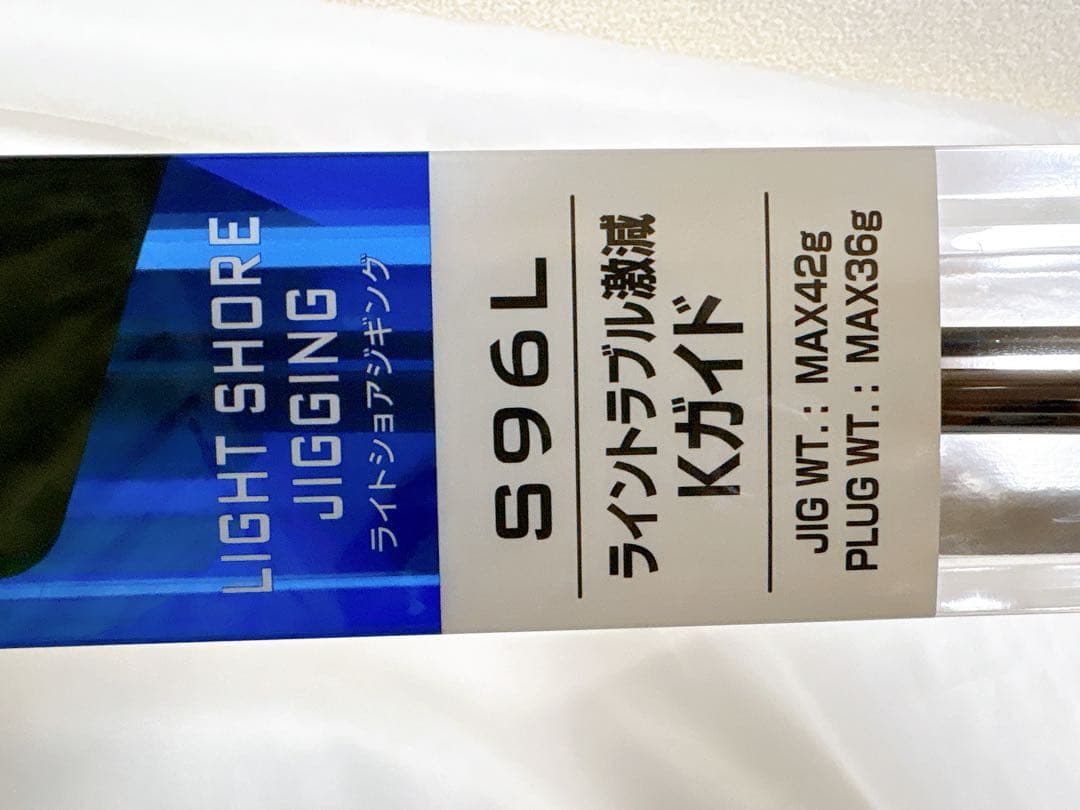 LIGHT SHORE
JIGGING
ライトショアジギング
S96L
ライントラブル激減
Kガイド
JIG WT.: MAX42g
PLUG WT.: MAX36g